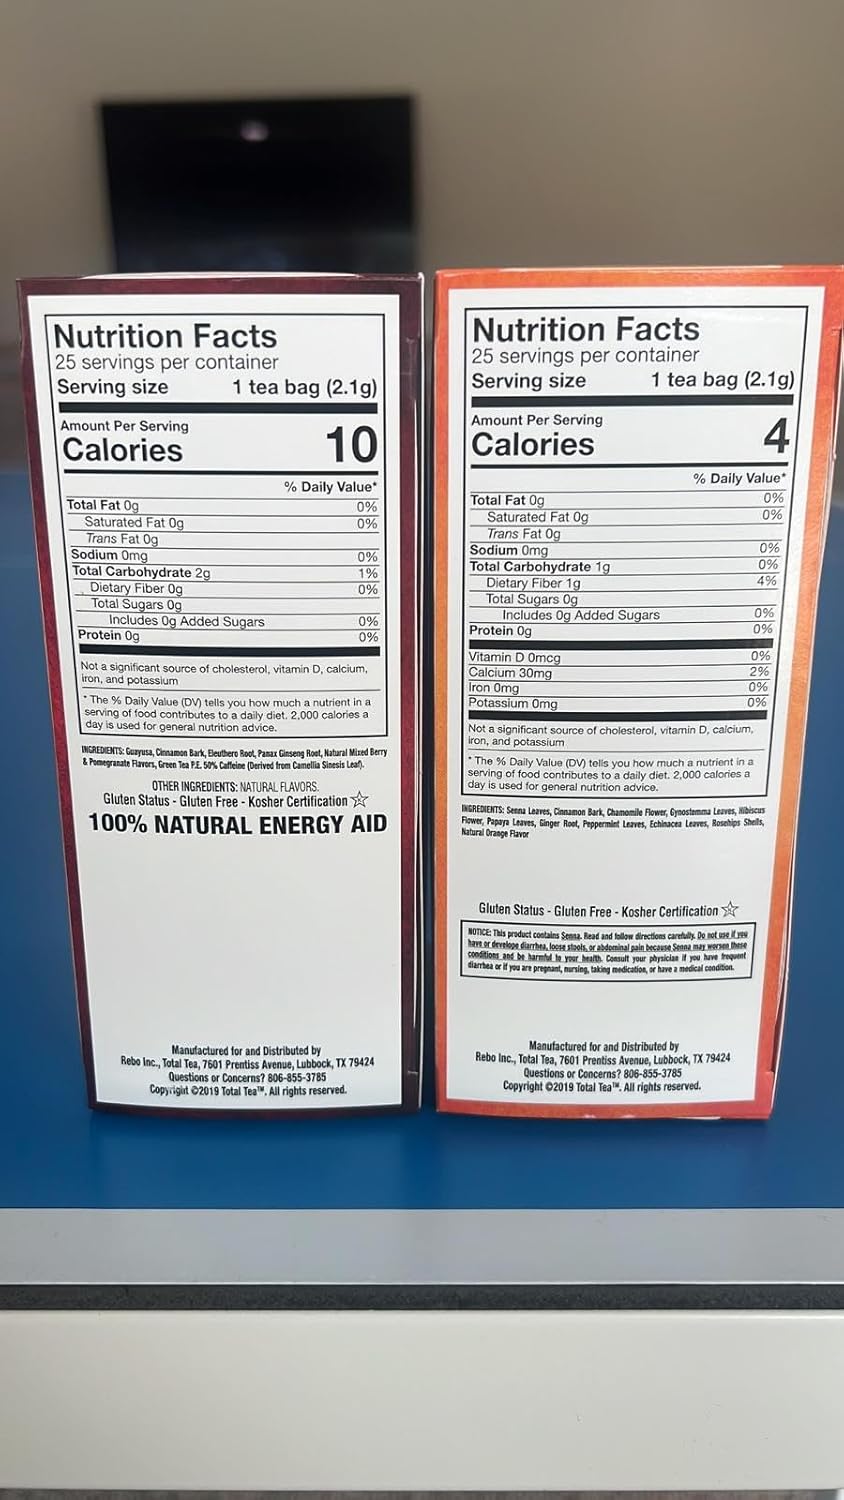 Nutrition Facts
25 servings per container
Serving size 1 tea bag (2.1g)
Amount Per Serving
Calories 10
% Daily Value*
Total Fat 0g 0%
Saturated Fat 0g 0%
Trans Fat 0g
Sodium 0mg 0%
Total Carbohydrate 2g 1%
Dietary Fiber 0g 0%
Total Sugars 0g
Includes 0g Added Sugars 0%
Protein 0g 0%
Not a significant source of cholesterol, vitamin D, calcium,
iron, and potassium
* The % Daily Value (DV) tells you how much a nutrient in a
serving of food contributes to a daily diet. 2,000 calories a
day is used for general nutrition advice.
INGREDIENTS: Guayusa, Cinnamon Bark, Eleuthero Root, Panax Ginseng Root, Natural Mixed Berry
& Pomegranate Flavors, Green Tea P.E. 50% Caffeine (Derived from Camellia Sinesis Leaf).
OTHER INGREDIENTS: NATURAL FLAVORS.
Gluten Status - Gluten Free - Kosher Certification
100% NATURAL ENERGY AID
Manufactured for and Distributed by
Rebo Inc., Total Tea, 7601 Prentiss Avenue, Lubbock, TX 79424
Questions or Concerns? 806-855-3785
Copyright ©2019 Total Tea™. All rights reserved.
Nutrition Facts
25 servings per container
Serving size 1 tea bag (2.1g)
Amount Per Serving
Calories 4
% Daily Value*
Total Fat 0g 0%
Saturated Fat 0g 0%
Trans Fat 0g
Sodium 0mg 0%
Total Carbohydrate 1g 0%
Dietary Fiber 1g 4%
Total Sugars 0g
Includes 0g Added Sugars 0%
Protein 0g 0%
Vitamin D 0mcg 0%
Calcium 30mg 2%
Iron 0mg 0%
Potassium 0mg 0%
Not a significant source of cholesterol, vitamin D, calcium,
iron, and potassium
* The % Daily Value (DV) tells you how much a nutrient in a
serving of food contributes to a daily diet. 2,000 calories a
day is used for general nutrition advice.
INGREDIENTS: Senna Leaves, Cinnamon Bark, Chamomile Flower, Gynostemma Leaves, Hibiscus
Flower, Papaya Leaves, Ginger Root, Peppermint Leaves, Echinacea Leaves, Rosehips Shells,
Natural Orange Flavor
Gluten Status - Gluten Free - Kosher Certification
NOTICE: This product contains Senna. Read and follow directions carefully. Do not use if you
have or develope diarrhea, loose stools, or abdominal pain because Senna may worsen these
conditions and be harmful to your health. Consult your physician if you have frequent
diarrhea or if you are pregnant, nursing, taking medication, or have a medical condition.
Manufactured for and Distributed by
Rebo Inc., Total Tea, 7601 Prentiss Avenue, Lubbock, TX 79424
Questions or Concerns? 806-855-3785
Copyright ©2019 Total Tea™. All rights reserved.